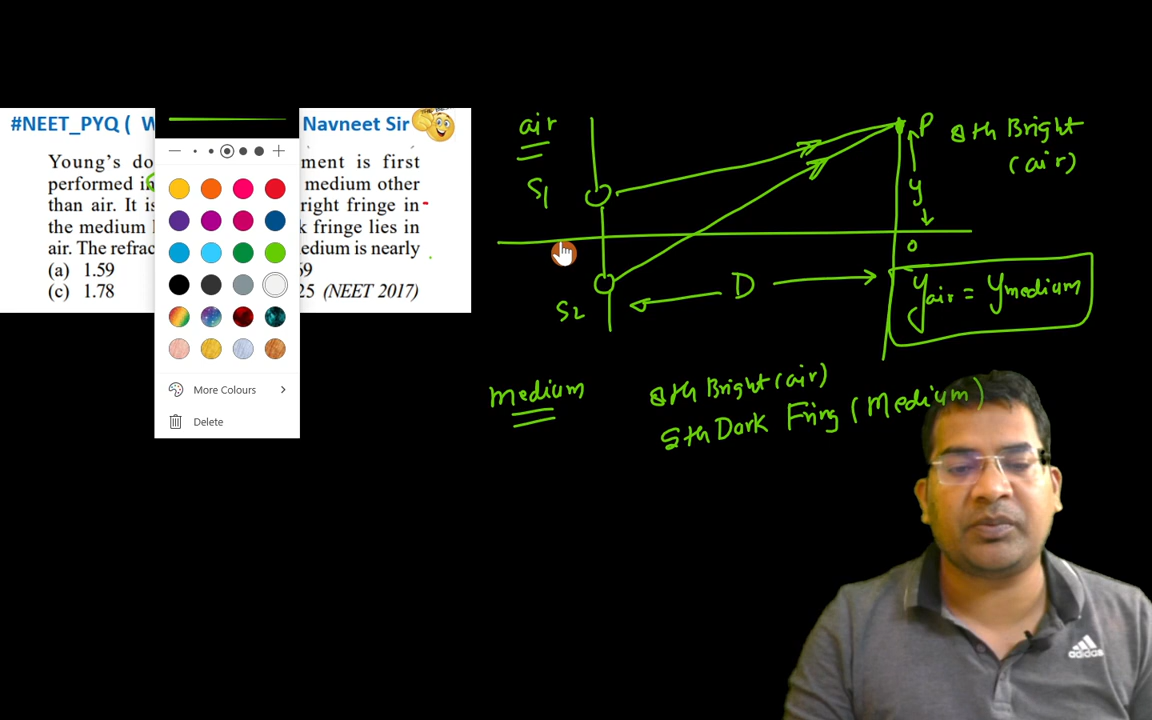 #NEET_PYQ ( W Navneet Sir
Young's do ment is first
performed i medium other
than air. It is right fringe in
the medium k fringe lies in
air. The refrac edium is nearly
(a) 1.59 69
(c) 1.78 25 (NEET 2017)
More Colours
Delete
air
S1
S2
P
8th Bright
(air)
y
o
D
yair = ymedium
Medium
8th Bright (air)
5th Dark Fring (Medium)
adidas